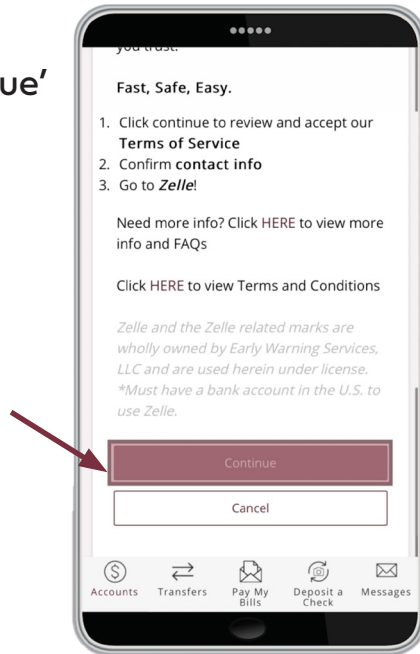 ue'
you trust.
Fast, Safe, Easy.
1. Click continue to review and accept our
Terms of Service
2. Confirm contact info
3. Go to Zelle!
Need more info? Click HERE to view more
info and FAQs
Click HERE to view Terms and Conditions
Zelle and the Zelle related marks are
wholly owned by Early Warning Services,
LLC and are used herein under license.
*Must have a bank account in the U.S. to
use Zelle.
Continue
Cancel
Accounts Transfers Pay My Bills Deposit a Check Messages